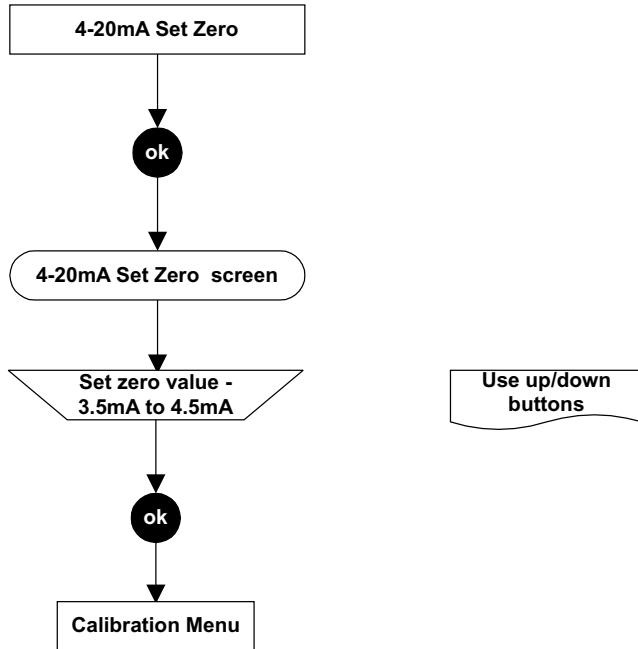 4-20mA Set Zero
ok
4-20mA Set Zero screen
Set zero value -
3.5mA to 4.5mA
Use up/down
buttons
ok
Calibration Menu